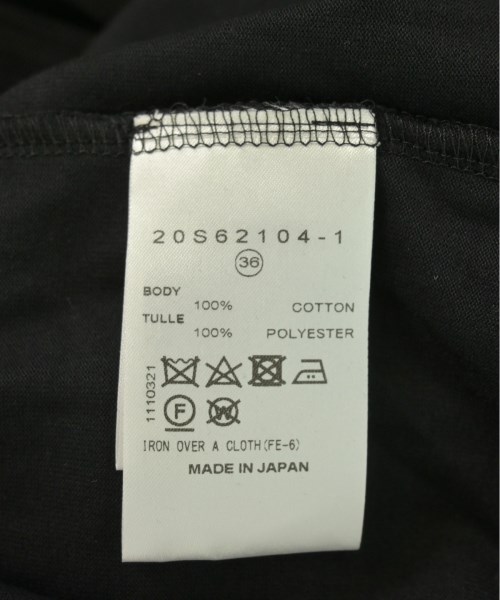 20S62104-1
36
BODY
100% COTTON
TULLE
100% POLYESTER
1110321
F W
IRON OVER A CLOTH(FE-6)
MADE IN JAPAN